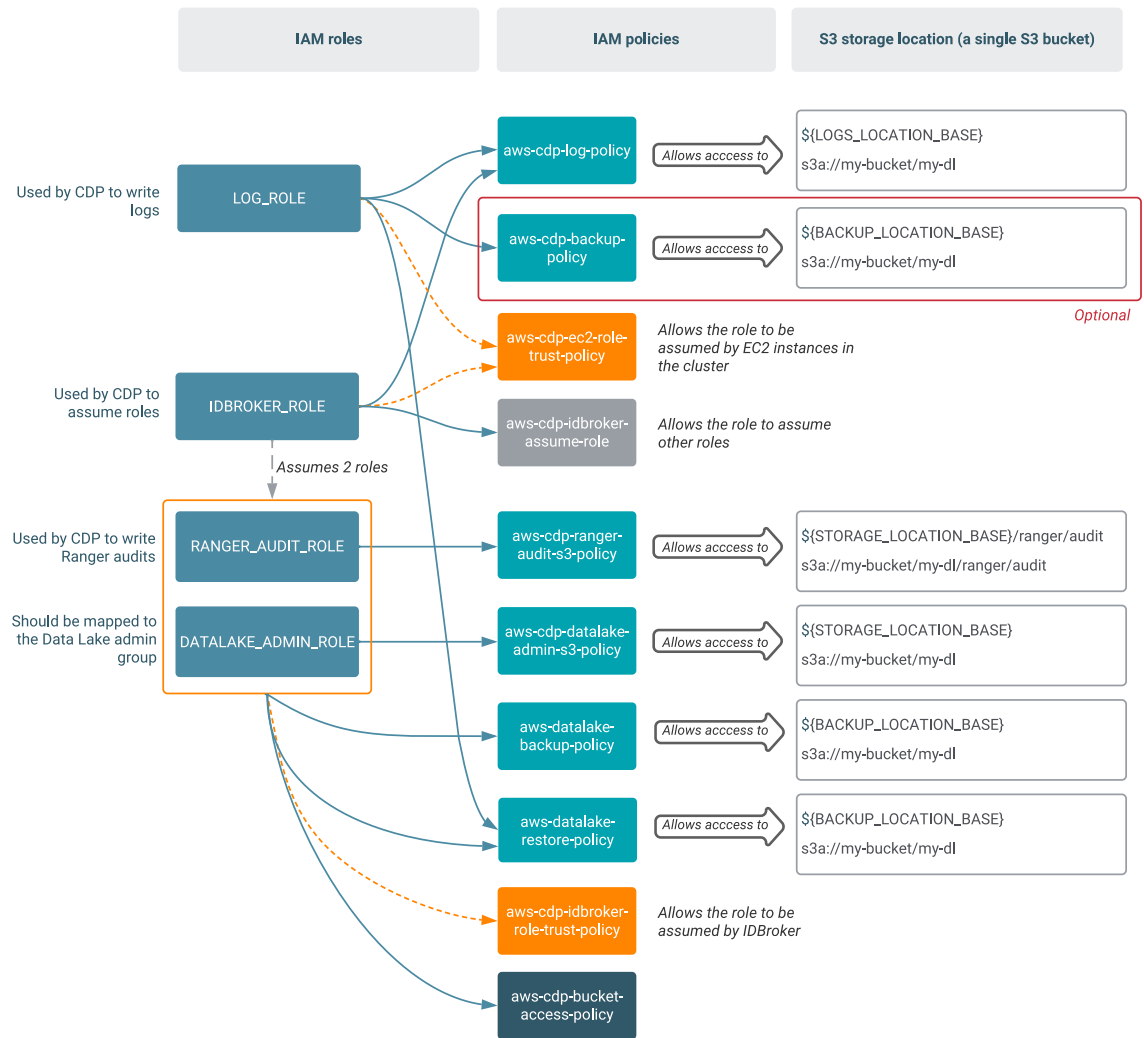 IAM roles
IAM policies
S3 storage location (a single S3 bucket)
Used by CDP to write
logs
LOG_ROLE
aws-cdp-log-policy
Allows acccess to
${LOGS_LOCATION_BASE}
s3a://my-bucket/my-dl
aws-cdp-backup-
policy
Allows acccess to
${BACKUP_LOCATION_BASE}
s3a://my-bucket/my-dl
Optional
aws-cdp-ec2-role-
trust-policy
Allows the role to be
assumed by EC2 instances in
the cluster
Used by CDP to
assume roles
IDBROKER_ROLE
aws-cdp-idbroker-
assume-role
Allows the role to assume
other roles
Assumes 2 roles
Used by CDP to write
Ranger audits
RANGER_AUDIT_ROLE
aws-cdp-ranger-
audit-s3-policy
Allows acccess to
${STORAGE_LOCATION_BASE}/ranger/audit
s3a://my-bucket/my-dl/ranger/audit
Should be mapped to
the Data Lake admin
group
DATALAKE_ADMIN_ROLE
aws-cdp-datalake-
admin-s3-policy
Allows acccess to
${STORAGE_LOCATION_BASE}
s3a://my-bucket/my-dl
aws-datalake-
backup-policy
Allows acccess to
${BACKUP_LOCATION_BASE}
s3a://my-bucket/my-dl
aws-datalake-
restore-policy
Allows acccess to
${BACKUP_LOCATION_BASE}
s3a://my-bucket/my-dl
aws-cdp-idbroker-
role-trust-policy
Allows the role to be
assumed by IDBroker
aws-cdp-bucket-
access-policy